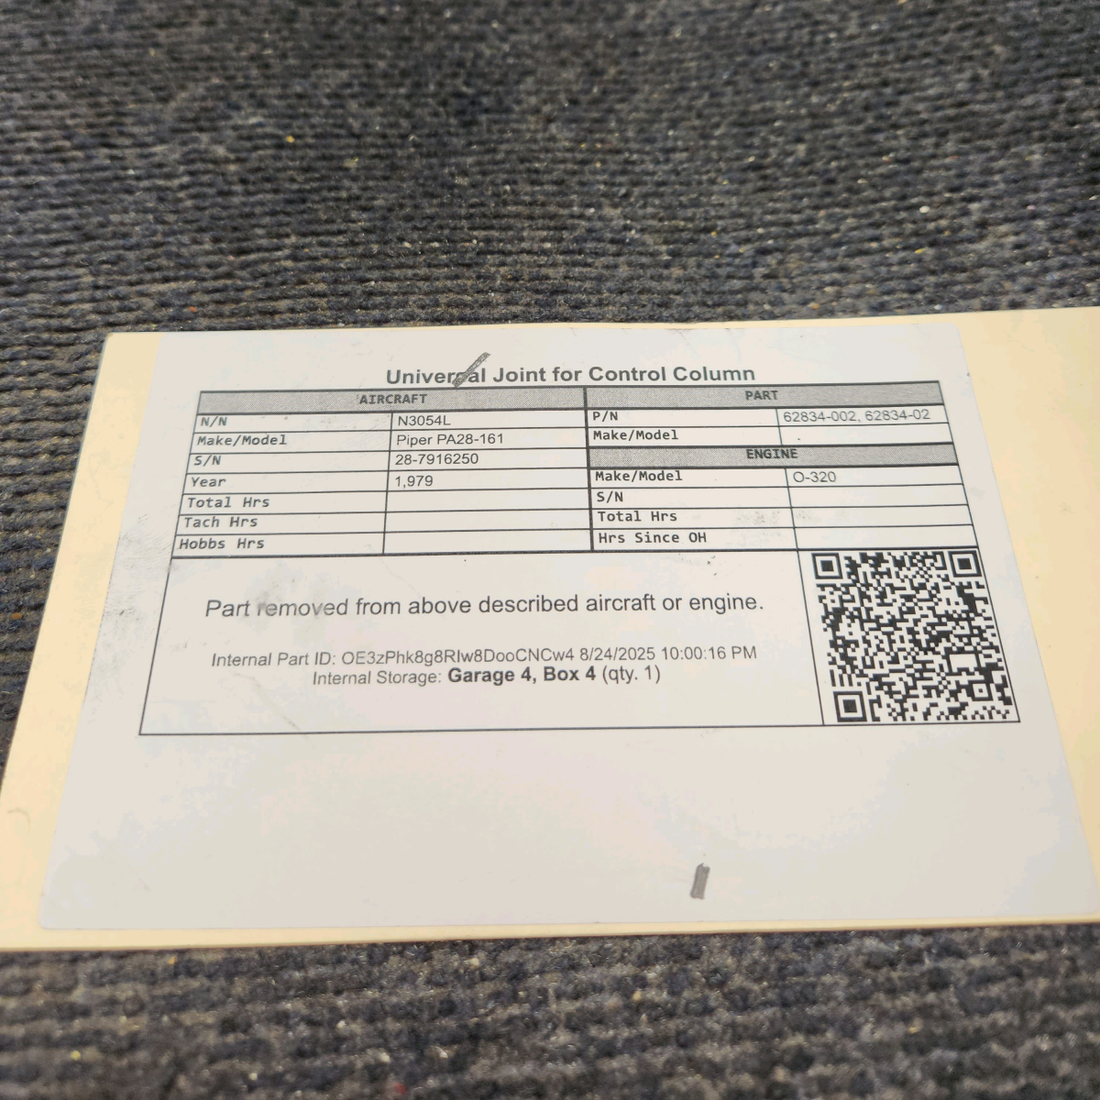 Universal Joint for Control Column
AIRCRAFT PART
N/N N3054L P/N 62834-002, 62834-02
Make/Model Piper PA28-161 Make/Model
S/N 28-7916250 ENGINE
Year 1,979 Make/Model O-320
Total Hrs S/N
Tach Hrs Total Hrs
Hobbs Hrs Hrs Since OH
Part removed from above described aircraft or engine.
Internal Part ID: OE3zPhk8g8RIw8DooCNCw4 8/24/2025 10:00:16 PM
Internal Storage: Garage 4, Box 4 (qty. 1)